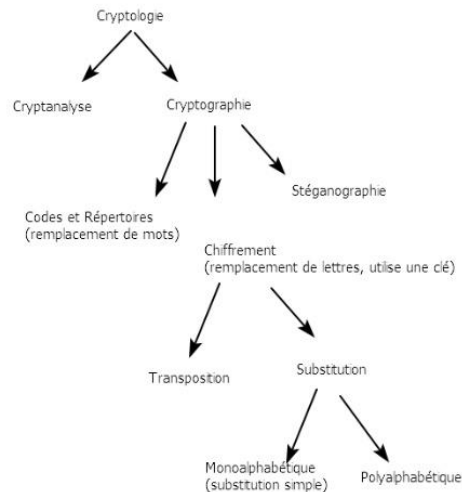 Cryptologie
Cryptanalyse
Cryptographie
Stéganographie
Codes et Répertoires
(remplacement de mots)
Chiffrement
(remplacement de lettres, utilise une clé)
Transposition
Substitution
Monoalphabétique
(substitution simple)
Polyalphabétique